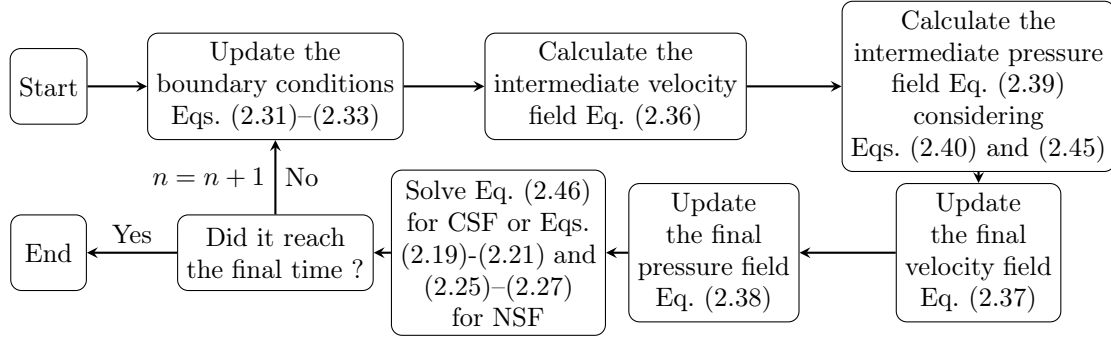 Start
Update the
boundary conditions
Eqs. (2.31)–(2.33)
Calculate the
intermediate velocity
field Eq. (2.36)
Calculate the
intermediate pressure
field Eq. (2.39)
considering
Eqs. (2.40) and (2.45)
Update
the final
velocity field
Eq. (2.37)
Update
the final
pressure field
Eq. (2.38)
Solve Eq. (2.46)
for CSF or Eqs.
(2.19)-(2.21) and
(2.25)–(2.27)
for NSF
Did it reach
the final time ?
n = n + 1 No
Yes
End